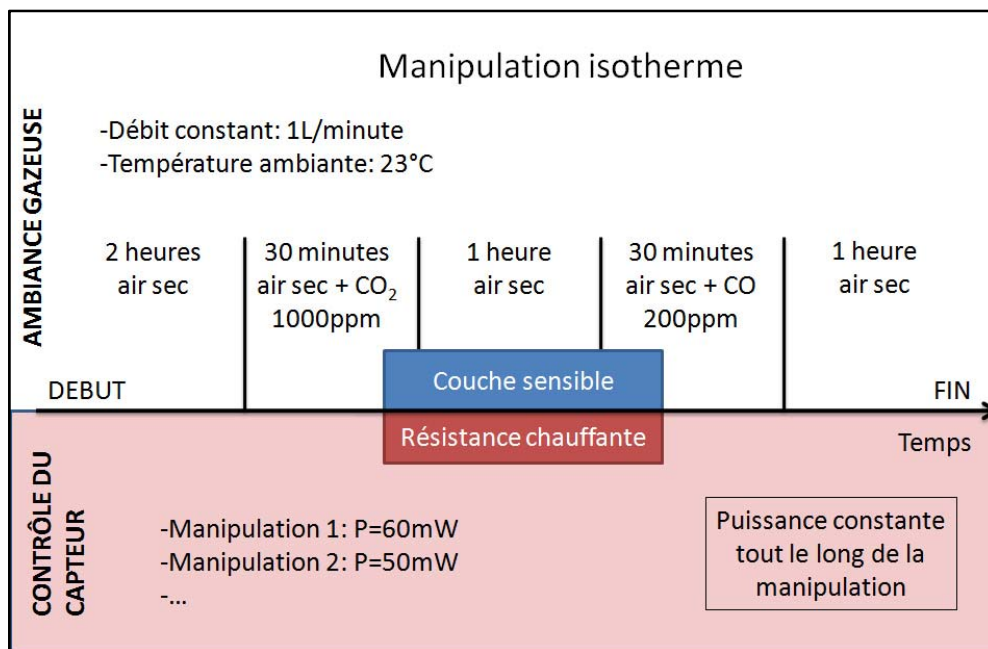 Manipulation isotherme
AMBIANCE GAZEUSE
-Débit constant: 1L/minute
-Température ambiante: 23°C
2 heures
air sec
30 minutes
air sec + CO₂
1000ppm
1 heure
air sec
30 minutes
air sec + CO
200ppm
1 heure
air sec
DEBUT
Couche sensible
FIN
Résistance chauffante
Temps
CONTRÔLE DU
CAPTEUR
-Manipulation 1: P=60mW
-Manipulation 2: P=50mW
-...
Puissance constante
tout le long de la
manipulation